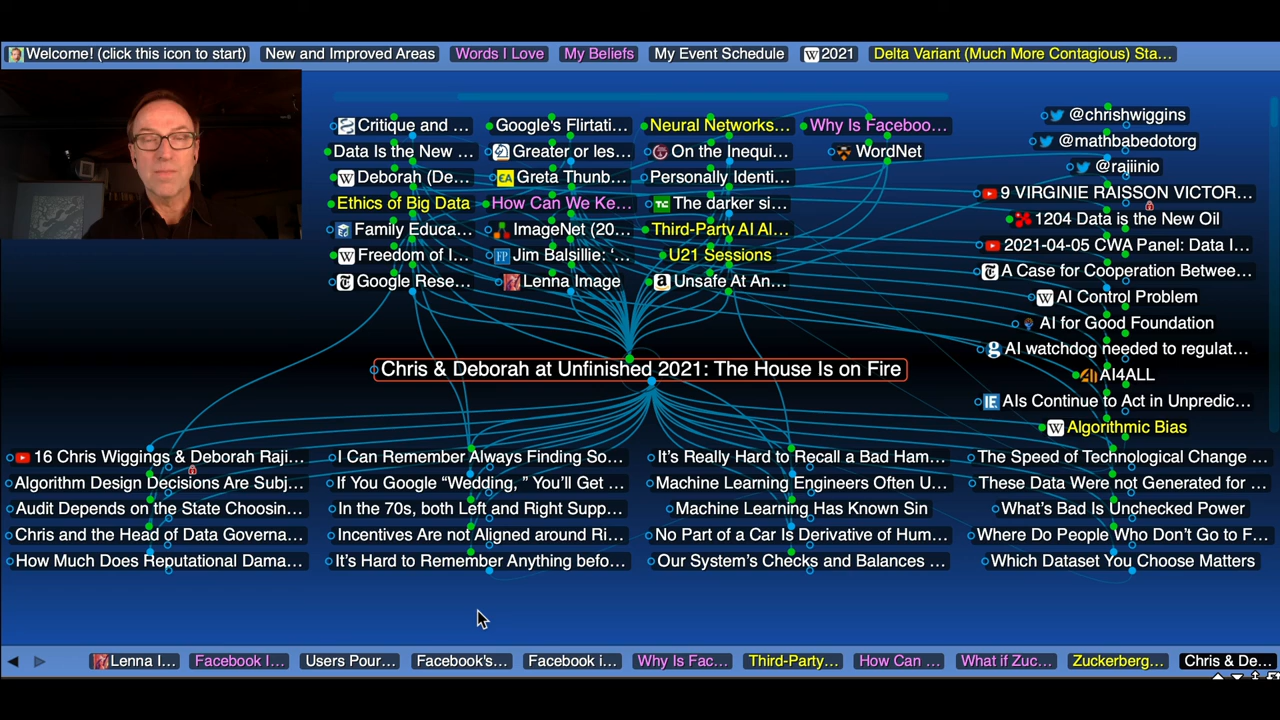 Welcome! (click this icon to start) New and Improved Areas Words I Love My Beliefs My Event Schedule W 2021 Delta Variant (Much More Contagious) Sta…
Critique and … Google's Flirtati… Neural Networks… Why Is Faceboo…
Data Is the New … Greater or les… On the Inequi… WordNet
Deborah (De… Greta Thunb… Personally Identi…
Ethics of Big Data How Can We Ke… The darker si…
Family Educa… ImageNet (20… Third-Party AI Al…
Freedom of I… Jim Balsillie: ‘… U21 Sessions
Google Rese… Lenna Image Unsafe At An…
@chrishwiggins
@mathbabedotorg
@rajiinio
9 VIRGINIE RAISSON VICTOR…
1204 Data is the New Oil
2021-04-05 CWA Panel: Data I…
A Case for Cooperation Betwee…
AI Control Problem
AI for Good Foundation
AI watchdog needed to regulat…
AI4ALL
AIs Continue to Act in Unpredic…
Algorithmic Bias
Chris & Deborah at Unfinished 2021: The House Is on Fire
16 Chris Wiggings & Deborah Raji… I Can Remember Always Finding So… It’s Really Hard to Recall a Bad Ham… The Speed of Technological Change …
Algorithm Design Decisions Are Subj… If You Google “Wedding, ” You’ll Get … Machine Learning Engineers Often U… These Data Were not Generated for …
Audit Depends on the State Choosin… In the 70s, both Left and Right Supp… Machine Learning Has Known Sin What’s Bad Is Unchecked Power
Chris and the Head of Data Governa… Incentives Are not Aligned around Ri… No Part of a Car Is Derivative of Hum… Where Do People Who Don’t Go to F…
How Much Does Reputational Dama… It’s Hard to Remember Anything befo… Our System’s Checks and Balances … Which Dataset You Choose Matters
Lenna I… Facebook I… Users Pour… Facebook's… Facebook i… Why Is Fac… Third-Party… How Can … What if Zuc… Zuckerberg… Chris & De…